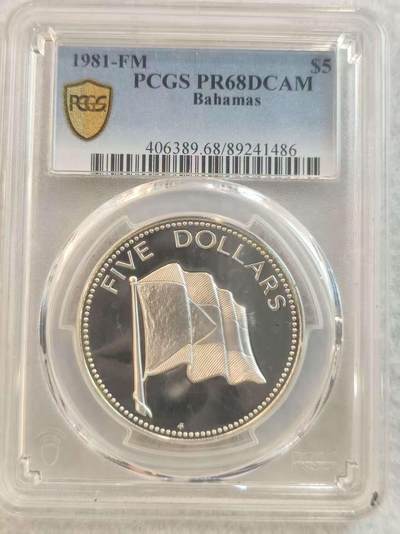 1981-FM $5
PCGS PR68DCAM
Bahamas
PCGS
406389.68/89241486
FIVE DOLLARS